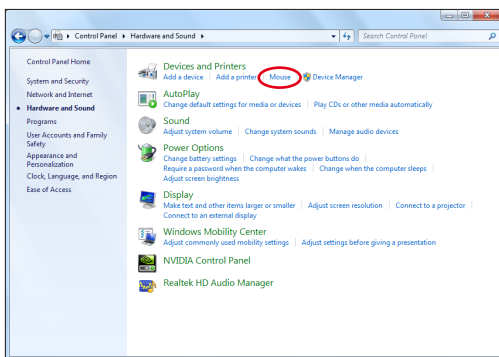 Control Panel ▸ Hardware and Sound ▸
Search Control Panel
Control Panel Home
System and Security
Network and Internet
Hardware and Sound
Programs
User Accounts and Family
Safety
Appearance and
Personalization
Clock, Language, and Region
Ease of Access
Devices and Printers
Add a device | Add a printer | Mouse | Device Manager
AutoPlay
Change default settings for media or devices | Play CDs or other media automatically
Sound
Adjust system volume | Change system sounds | Manage audio devices
Power Options
Change battery settings | Change what the power buttons do |
Require a password when the computer wakes | Change when the computer sleeps |
Adjust screen brightness
Display
Make text and other items larger or smaller | Adjust screen resolution | Connect to a projector |
Connect to an external display
Windows Mobility Center
Adjust commonly used mobility settings | Adjust settings before giving a presentation
NVIDIA Control Panel
Realtek HD Audio Manager